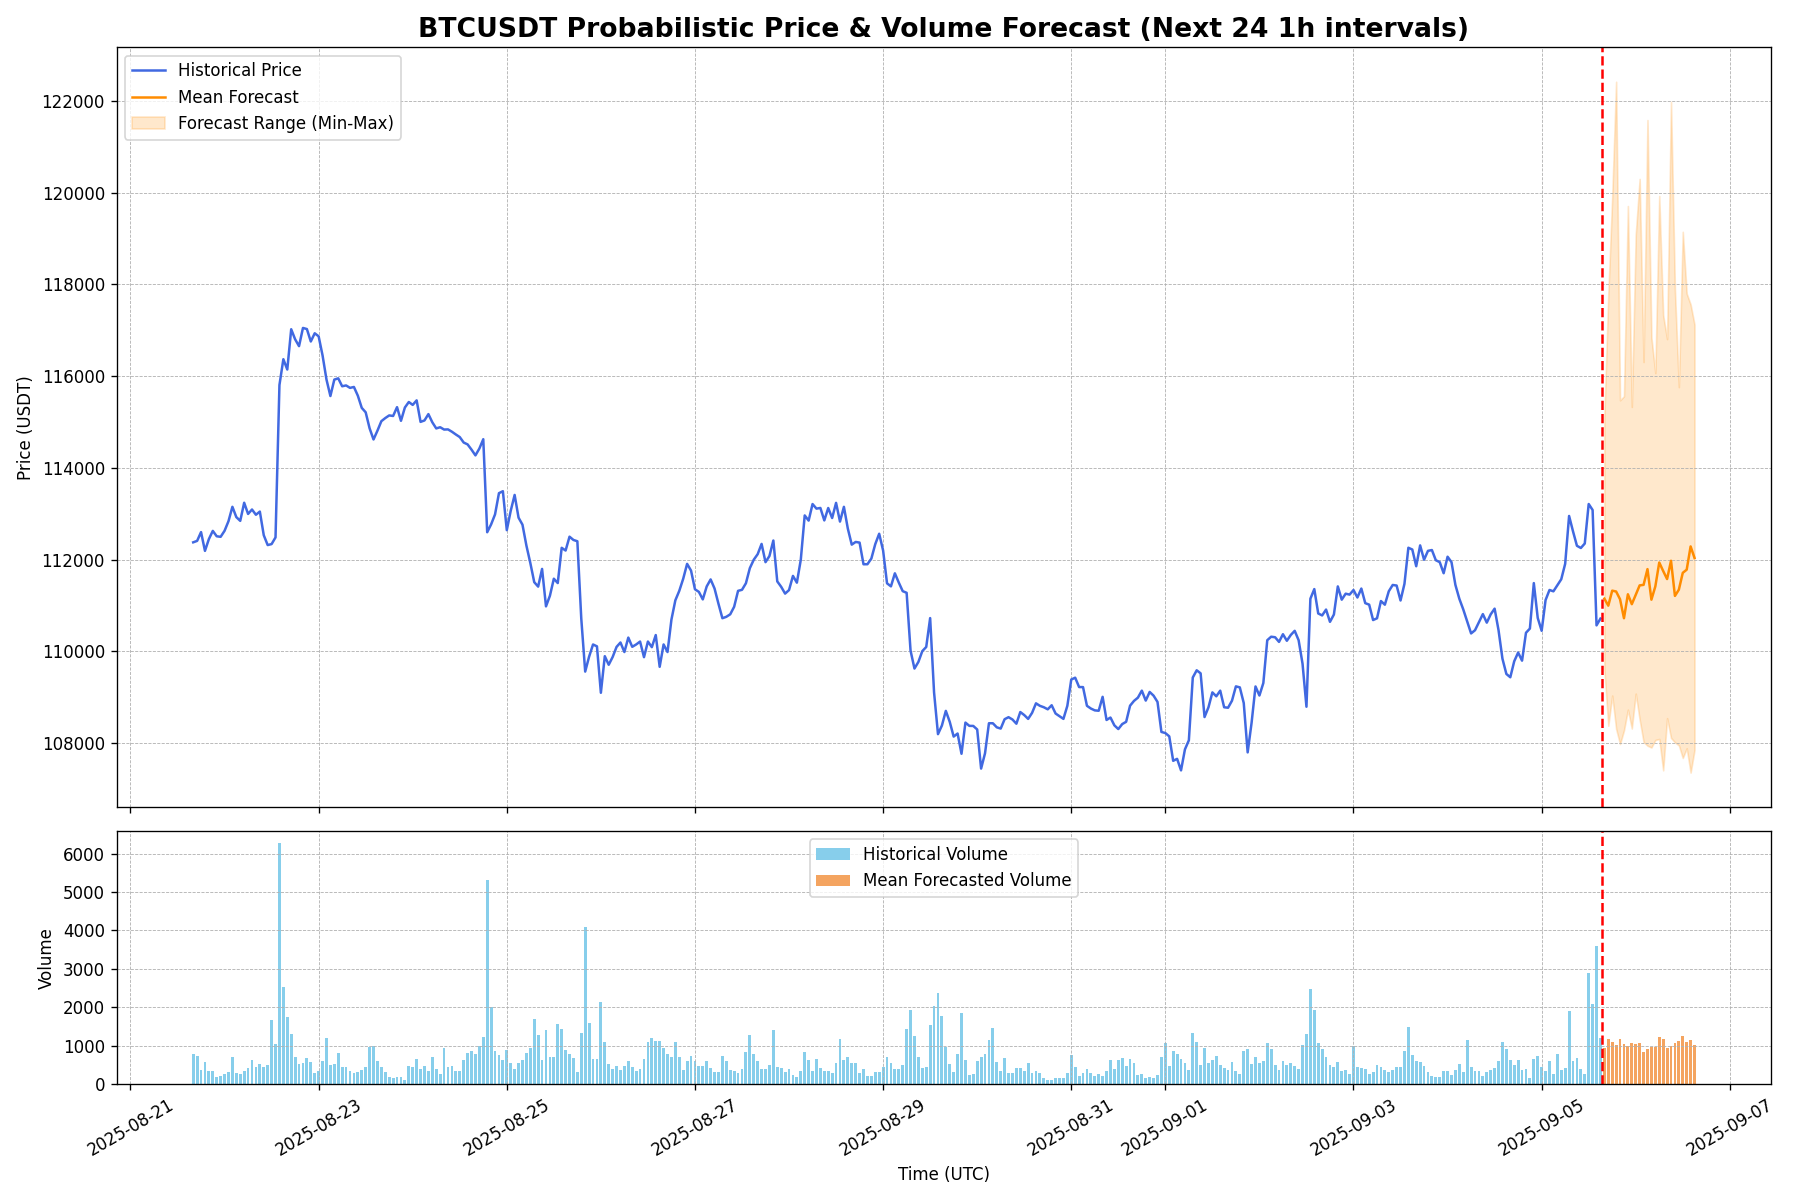 BTCUSDT Probabilistic Price & Volume Forecast (Next 24 1h intervals)
Historical Price
Mean Forecast
Forecast Range (Min-Max)
122000
120000
118000
116000
114000
112000
110000
108000
Price (USDT)
Historical Volume
Mean Forecasted Volume
6000
5000
4000
3000
2000
1000
0
Volume
2025-08-21
2025-08-23
2025-08-25
2025-08-27
2025-08-29
2025-08-31
2025-09-01
2025-09-03
2025-09-05
2025-09-07
Time (UTC)